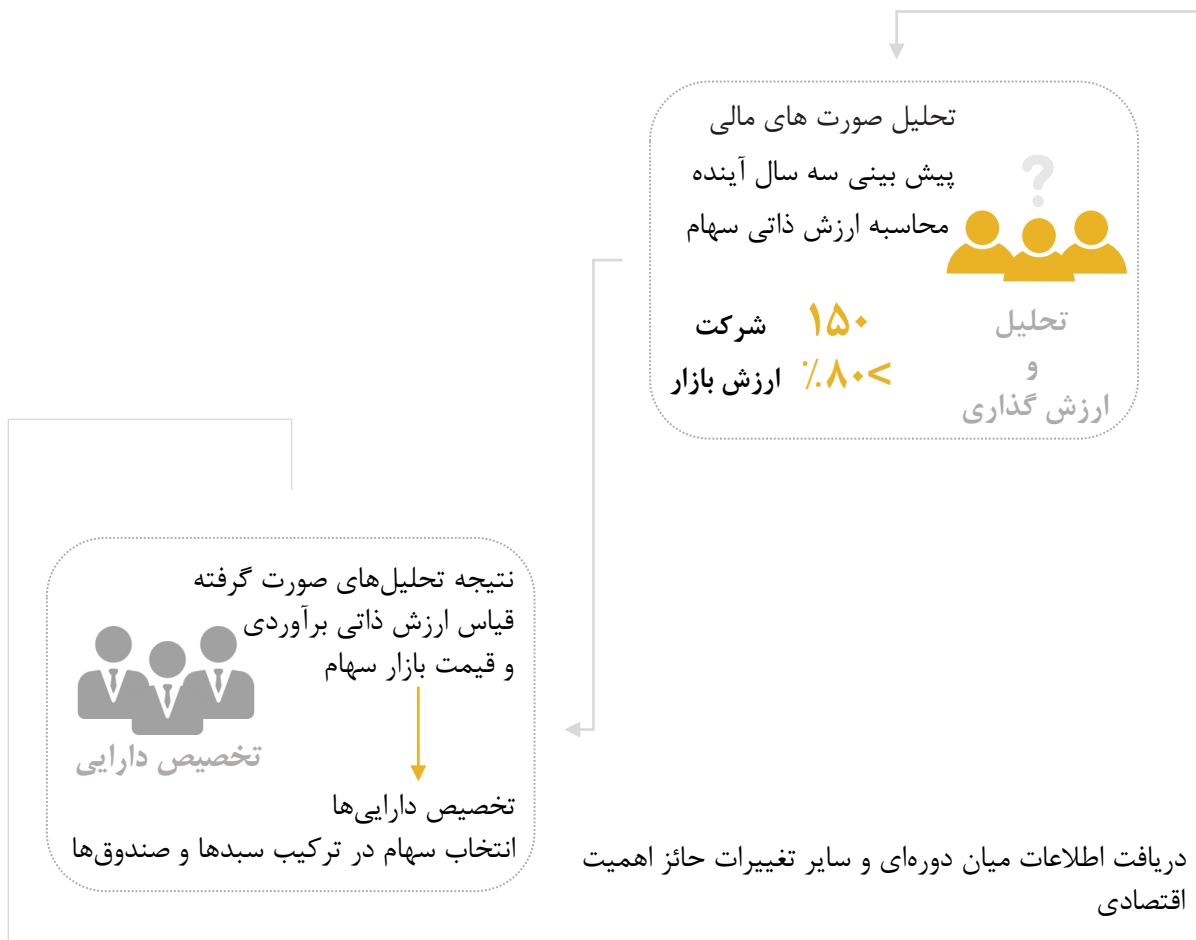 تحلیل صورت های مالی
پیش بینی سه سال آینده
محاسبه ارزش ذاتی سهام
?
تحلیل
و
ارزش گذاری
۱۵۰ شرکت
>۸۰٪ ارزش بازار
نتیجه تحلیل‌های صورت گرفته
قیاس ارزش ذاتی برآوردی
و قیمت بازار سهام
تخصیص دارایی
تخصیص دارایی‌ها
انتخاب سهام در ترکیب سبدها و صندوق‌ها
دریافت اطلاعات میان دوره‌ای و سایر تغییرات حائز اهمیت
اقتصادی